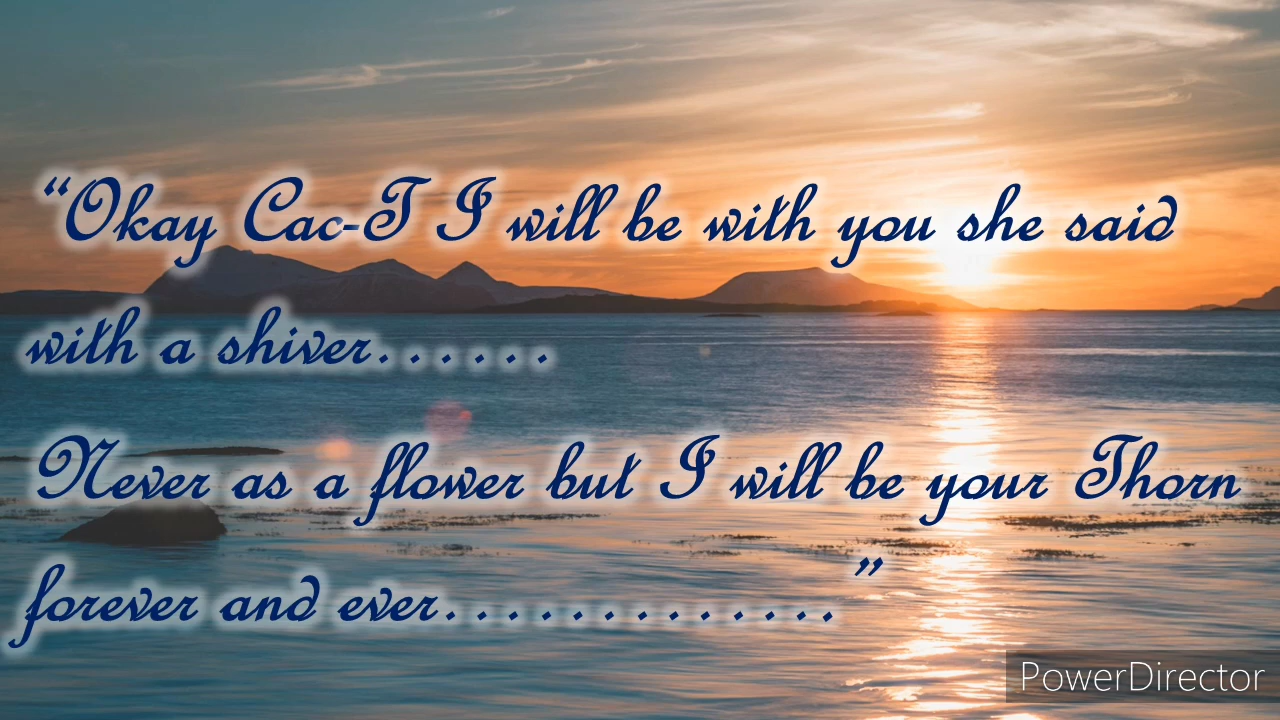 “Okay Cac-T I will be with you she said
with a shiver......
Never as a flower but I will be your Thorn
forever and ever..............”
PowerDirector